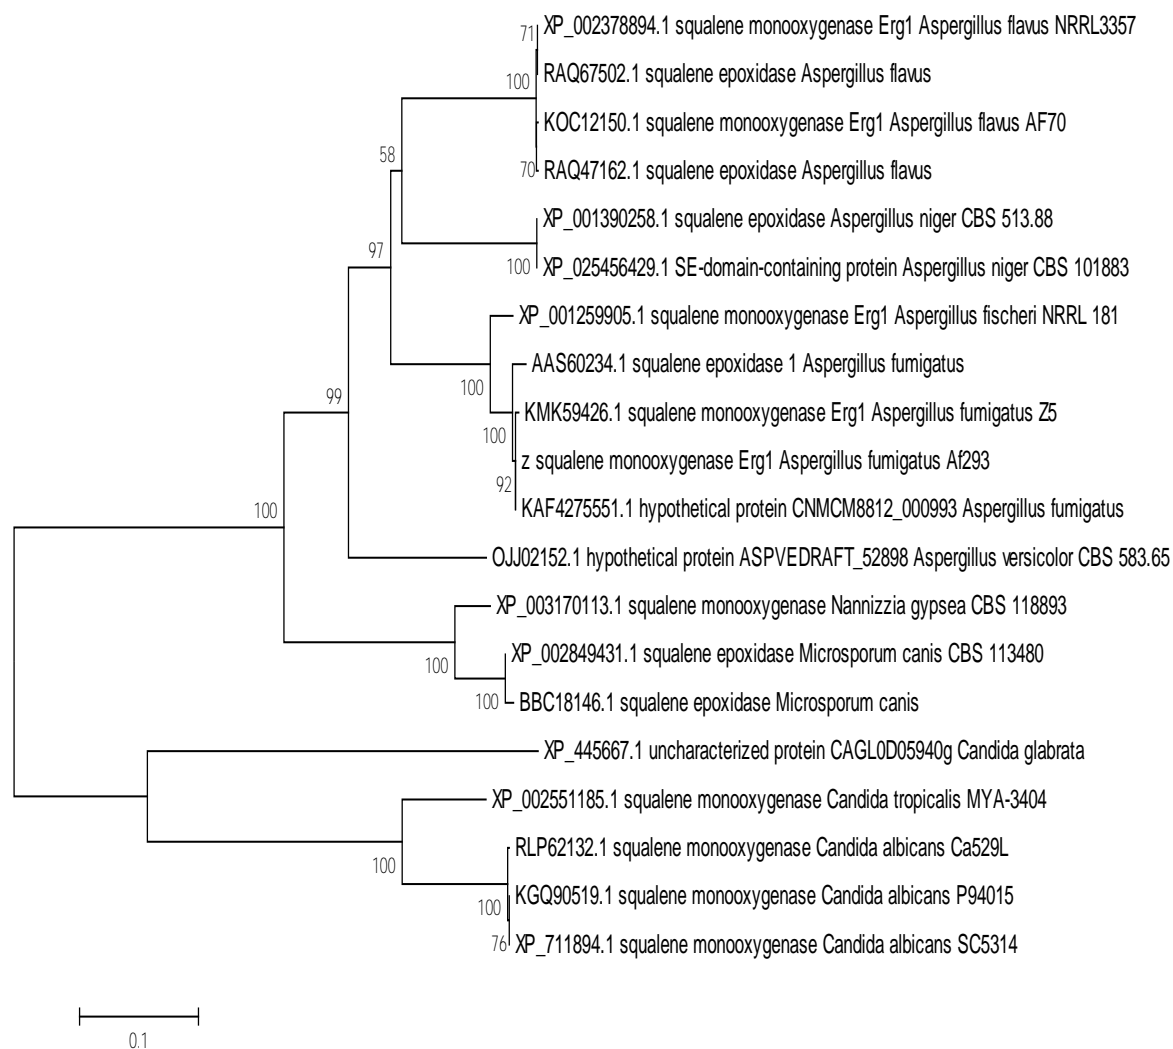 71
XP_002378894.1 squalene monooxygenase Erg1 Aspergillus flavus NRRL3357
100
RAQ67502.1 squalene epoxidase Aspergillus flavus
KOC12150.1 squalene monooxygenase Erg1 Aspergillus flavus AF70
58
70
RAQ47162.1 squalene epoxidase Aspergillus flavus
XP_001390258.1 squalene epoxidase Aspergillus niger CBS 513.88
97
100
XP_025456429.1 SE-domain-containing protein Aspergillus niger CBS 101883
XP_001259905.1 squalene monooxygenase Erg1 Aspergillus fischeri NRRL 181
AAS60234.1 squalene epoxidase 1 Aspergillus fumigatus
100
99
KMK59426.1 squalene monooxygenase Erg1 Aspergillus fumigatus Z5
100
z squalene monooxygenase Erg1 Aspergillus fumigatus Af293
92
KAF4275551.1 hypothetical protein CNMCM8812_000993 Aspergillus fumigatus
100
OJJ02152.1 hypothetical protein ASPVEDRAFT_52898 Aspergillus versicolor CBS 583.65
XP_003170113.1 squalene monooxygenase Nannizzia gypsea CBS 118893
XP_002849431.1 squalene epoxidase Microsporum canis CBS 113480
100
100
BBC18146.1 squalene epoxidase Microsporum canis
XP_445667.1 uncharacterized protein CAGL0D05940g Candida glabrata
XP_002551185.1 squalene monooxygenase Candida tropicalis MYA-3404
RLP62132.1 squalene monooxygenase Candida albicans Ca529L
100
KGQ90519.1 squalene monooxygenase Candida albicans P94015
100
76
XP_711894.1 squalene monooxygenase Candida albicans SC5314
0.1